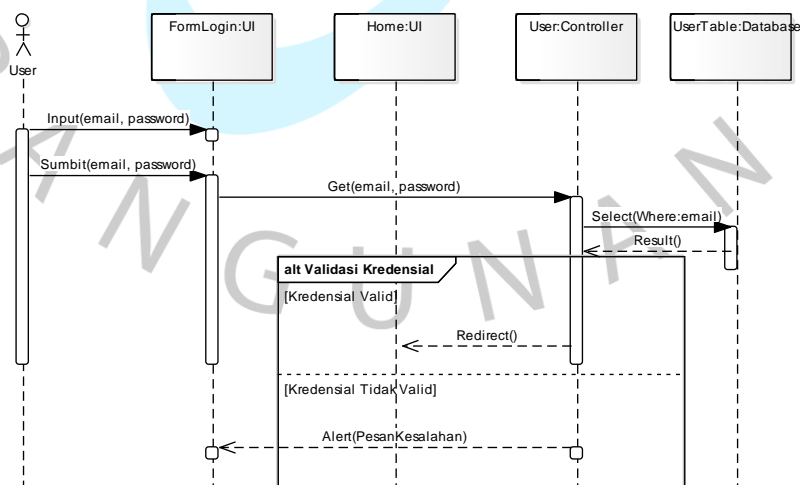 FormLogin:UI
Home:UI
User:Controller
UserTable:Database
User
Input(email, password)
Sumbit(email, password)
Get(email, password)
Select(Where:email)
Result()
alt Validasi Kredensial
[Kredensial Valid]
Redirect()
[Kredensial Tidak Valid]
Alert(PesanKesalahan)
ANGUNAN